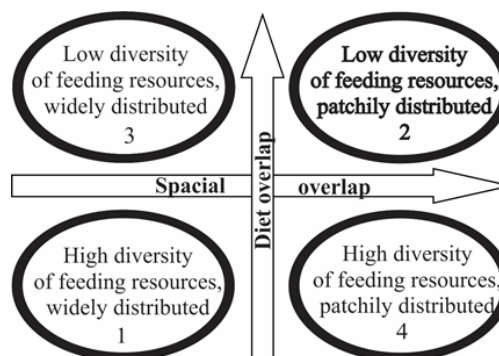 Low diversity
of feeding resources,
widely distributed
3
Low diversity
of feeding resources,
patchily distributed
2
Spacial overlap
Diet overlap
High diversity
of feeding resources,
widely distributed
1
High diversity
of feeding resources,
patchily distributed
4